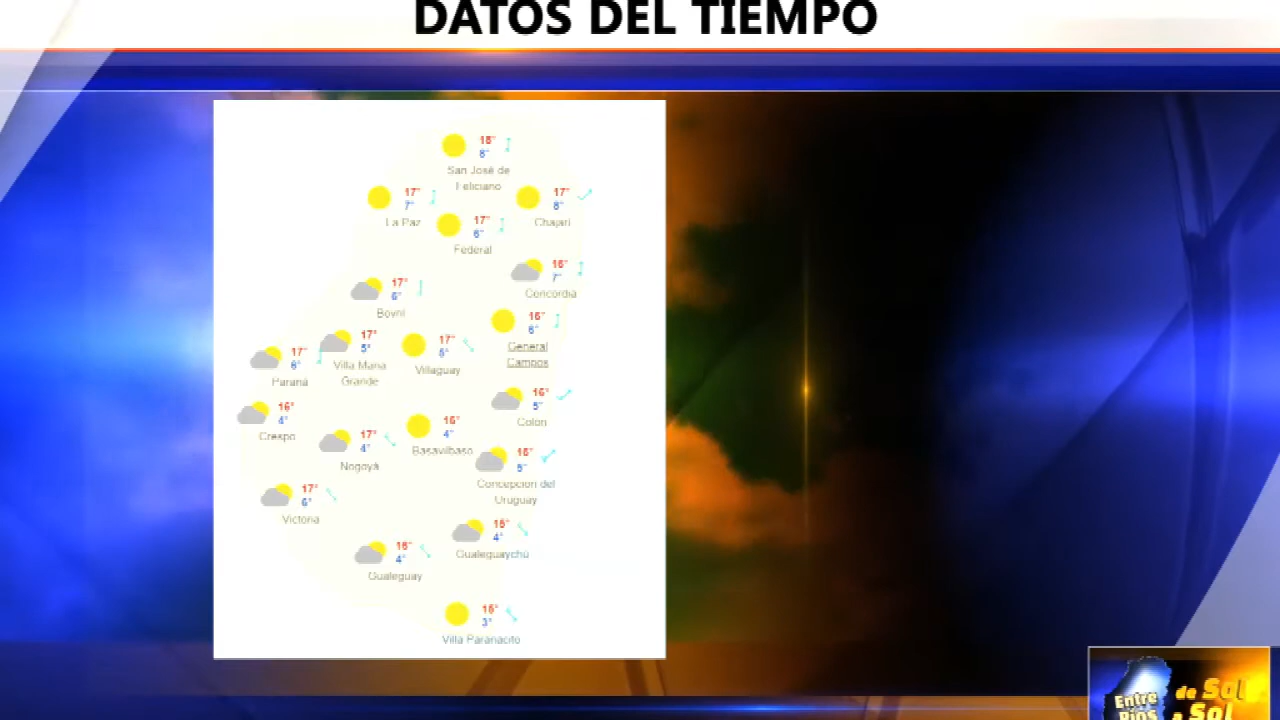 DATOS DEL TIEMPO
16°
8°
San José de
Feliciano
17°
7°
La Paz
17°
8°
Chajarí
17°
6°
Federal
16°
7°
Concordia
17°
6°
Bovril
16°
6°
General
Campos
17°
5°
Villa María
Grande
17°
5°
Villaguay
17°
6°
Paraná
16°
5°
Colón
16°
4°
Crespo
16°
4°
Basavilbaso
17°
4°
Nogoyá
16°
5°
Concepción del
Uruguay
17°
6°
Victoria
16°
4°
Gualeguaychú
16°
4°
Gualeguay
16°
3°
Villa Paranacito
Entre de Sol
Ríos a Sol